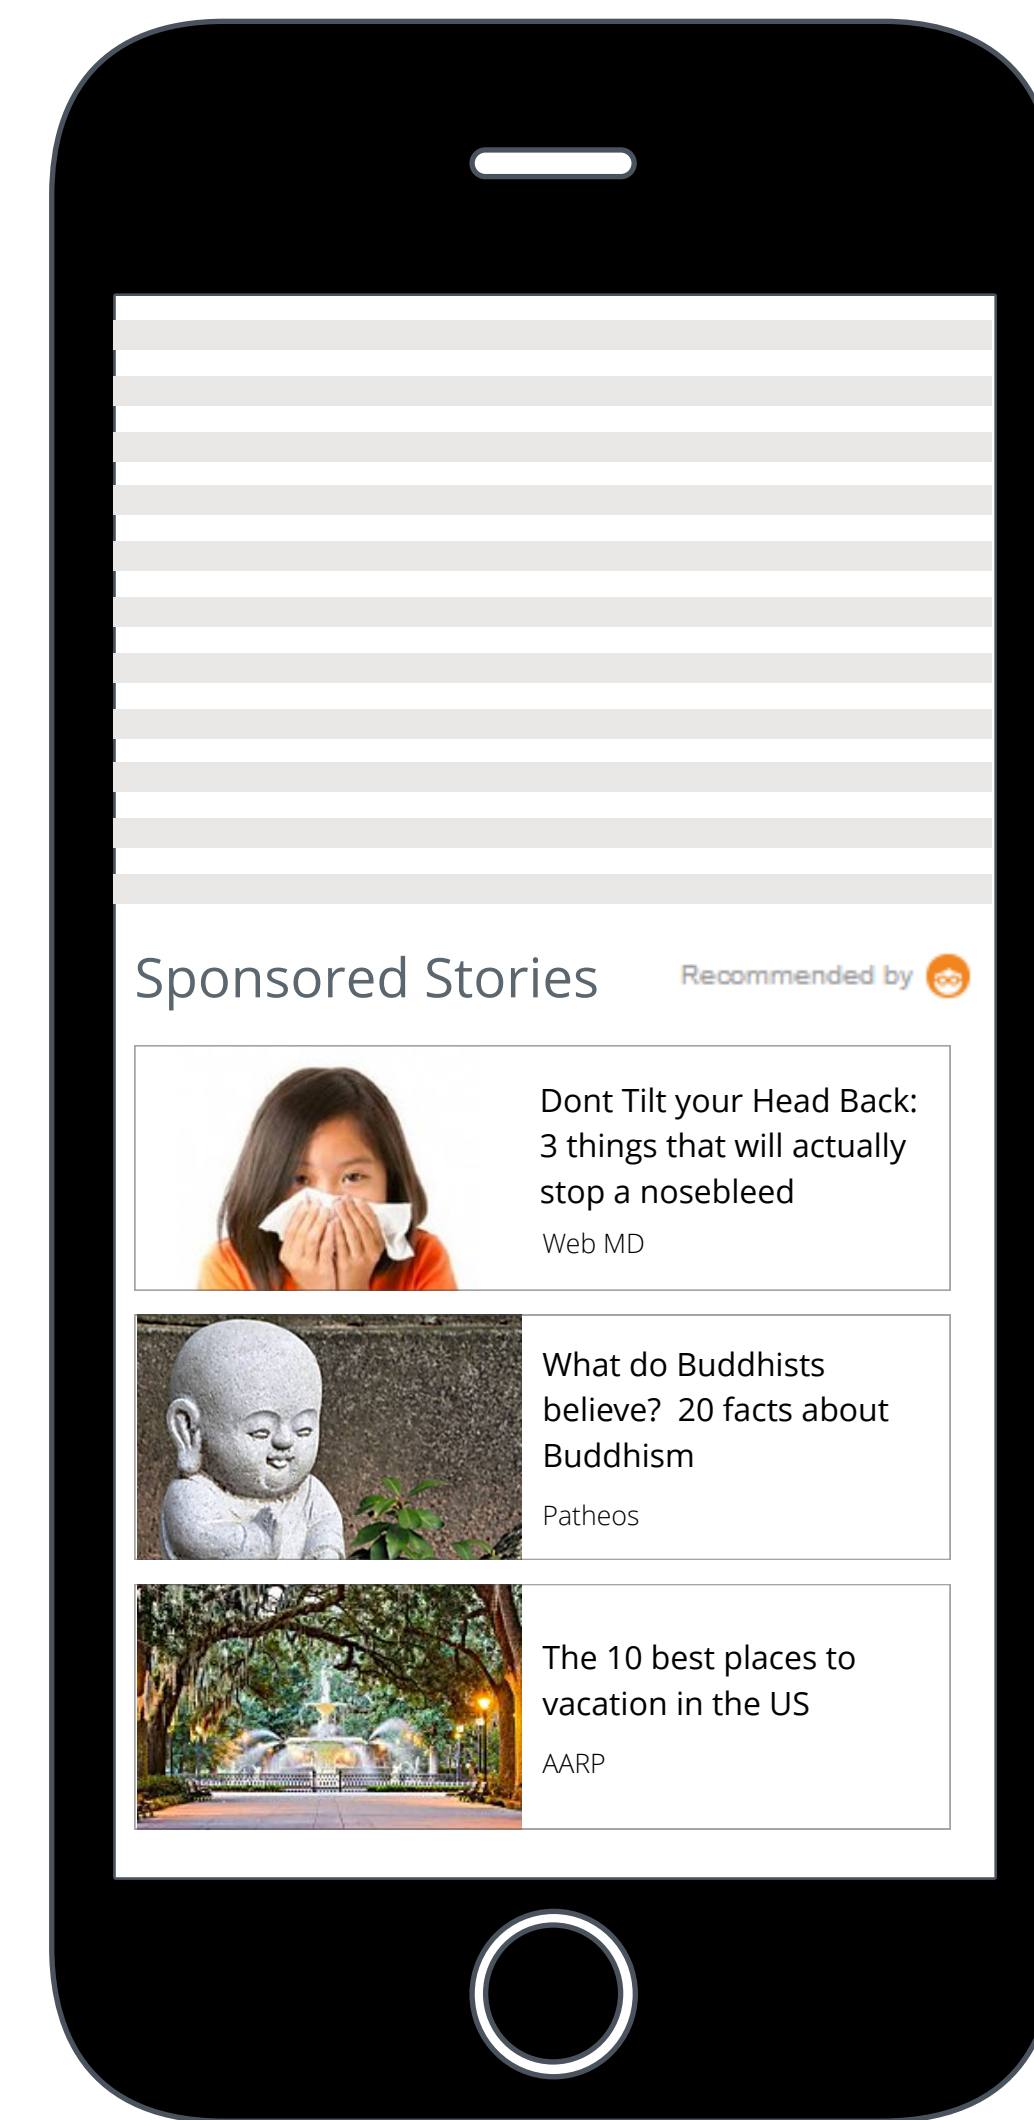 Sponsored Stories
Recommended by
Dont Tilt your Head Back:
3 things that will actually
stop a nosebleed
Web MD
What do Buddhists
believe?  20 facts about
Buddhism
Patheos
The 10 best places to
vacation in the US
AARP